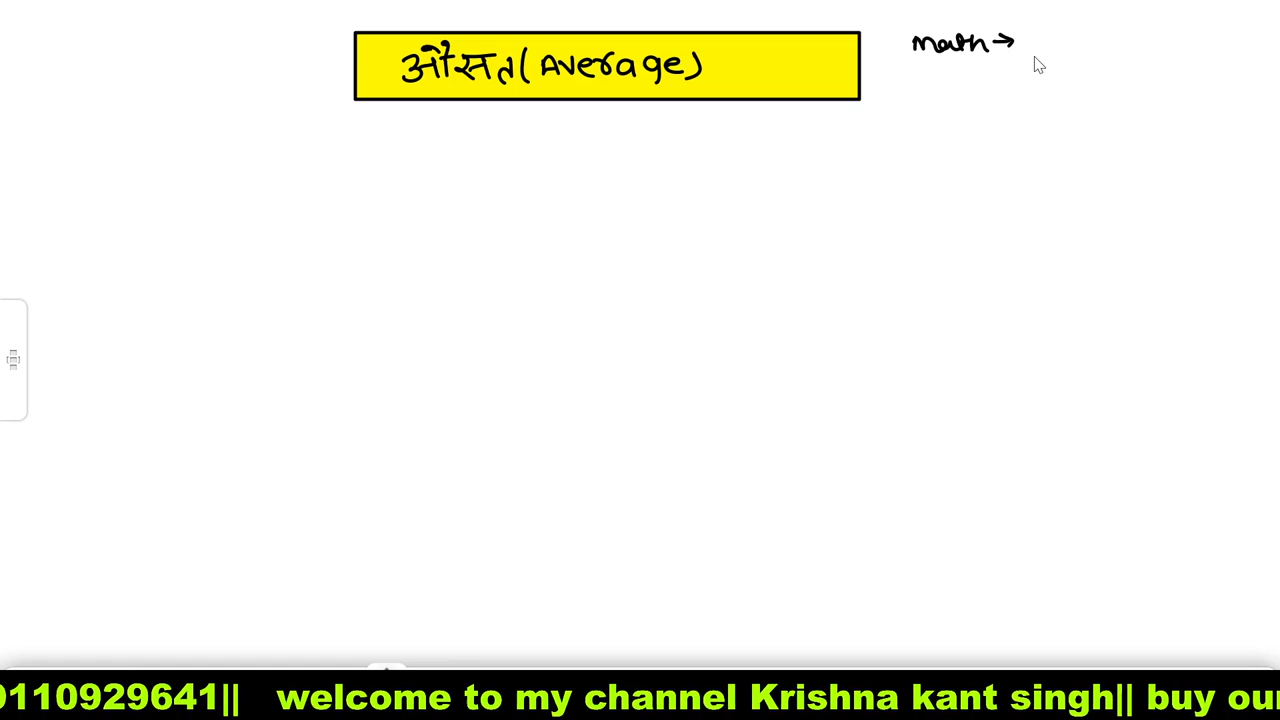 औसत (Average)
math →
9110929641|| welcome to my channel Krishna kant singh|| buy our